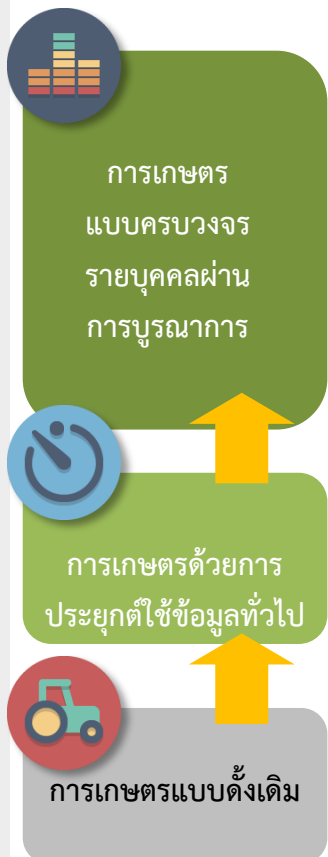 การเกษตร
แบบครบวงจร
รายบุคคลผ่าน
การบูรณาการ
การเกษตรด้วยการ
ประยุกต์ใช้ข้อมูลทั่วไป
การเกษตรแบบดั้งเดิม